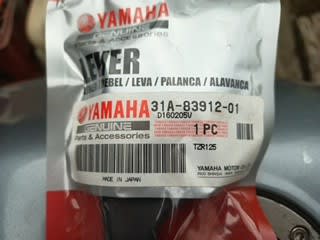 YAMAHA
GENUINE
Parts & Accessories
LEVER
HEBEL / LEVA / PALANCA / ALAVANCA
YAMAHA 31A-83912-01
D160205V
GENUINE
Parts & Accessories
1 PC
TZR125
MADE IN JAPAN
YAMAHA MOTOR CO.